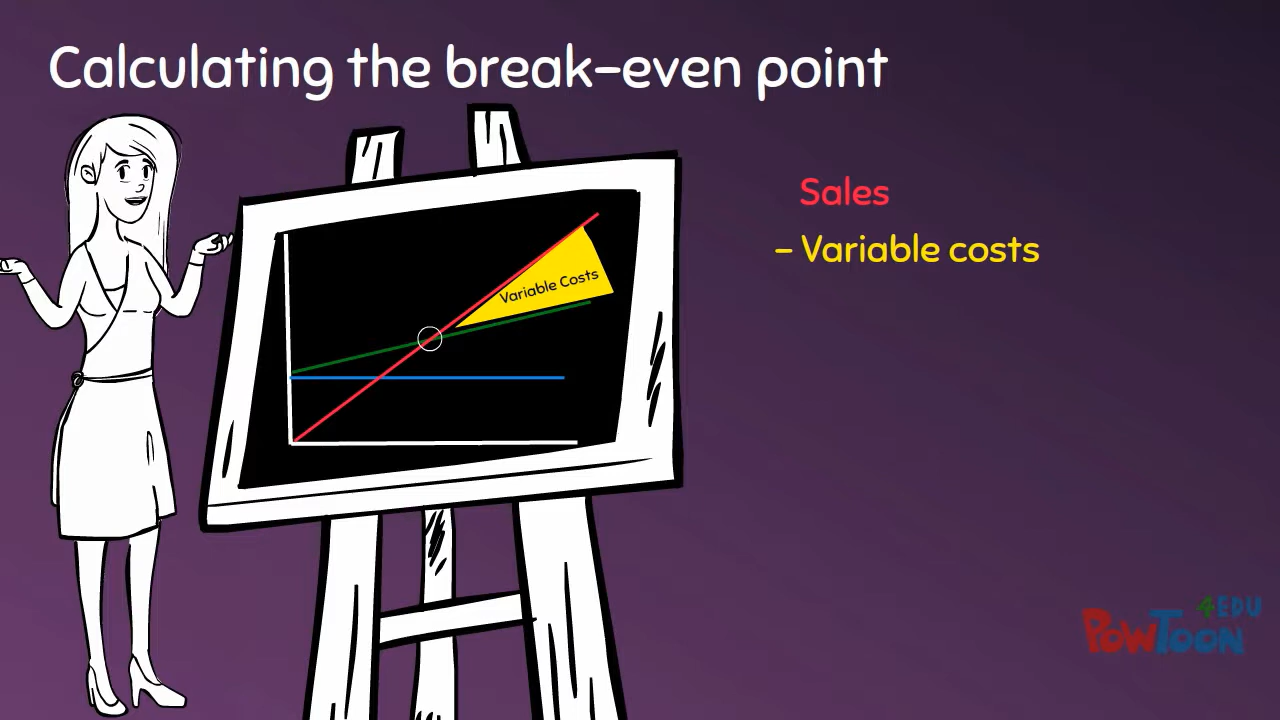 Calculating the break-even point
Sales
- Variable costs
Variable Costs
4EDU
POWTOON